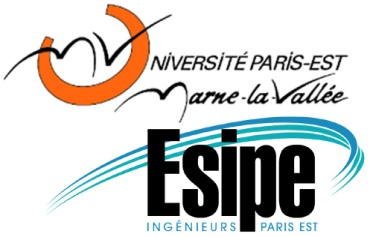 NIVERSITÉ PARIS-EST
Marne-la-Vallée
Esipe
INGÉNIEURS PARIS EST